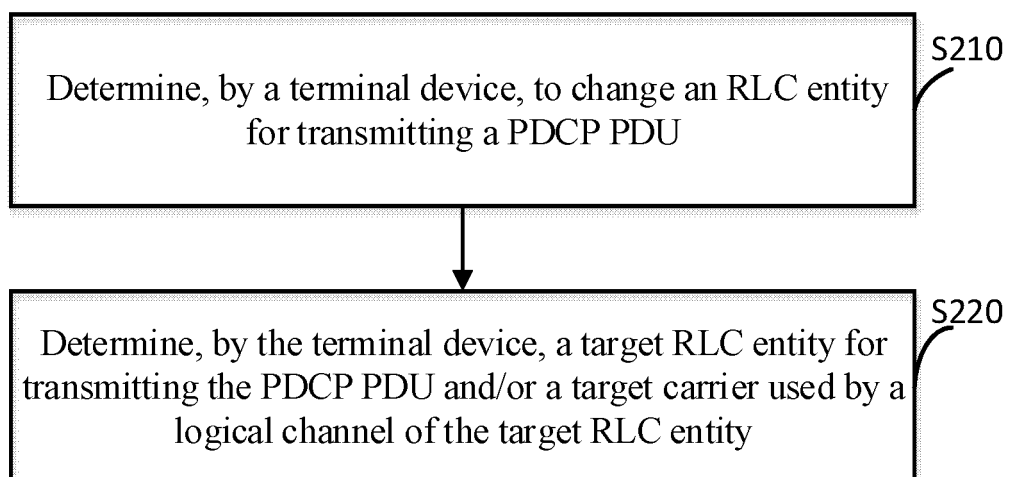 S210
Determine, by a terminal device, to change an RLC entity
for transmitting a PDCP PDU
S220
Determine, by the terminal device, a target RLC entity for
transmitting the PDCP PDU and/or a target carrier used by a
logical channel of the target RLC entity